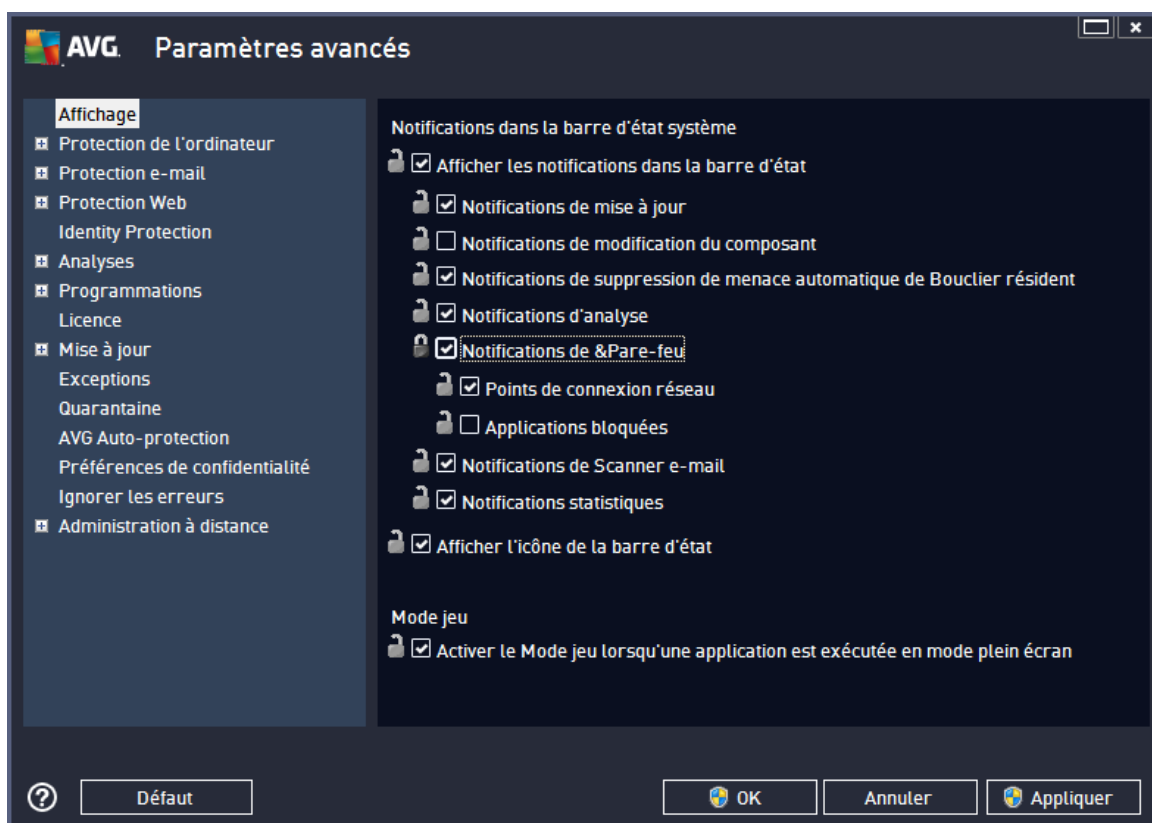 AVG. Paramètres avancés
Affichage
Protection de l'ordinateur
Protection e-mail
Protection Web
Identity Protection
Analyses
Programmations
Licence
Mise à jour
Exceptions
Quarantaine
AVG Auto-protection
Préférences de confidentialité
Ignorer les erreurs
Administration à distance
Notifications dans la barre d'état système
Afficher les notifications dans la barre d'état
Notifications de mise à jour
Notifications de modification du composant
Notifications de suppression de menace automatique de Bouclier résident
Notifications d'analyse
Notifications de &Pare-feu
Points de connexion réseau
Applications bloquées
Notifications de Scanner e-mail
Notifications statistiques
Afficher l'icône de la barre d'état
Mode jeu
Activer le Mode jeu lorsqu'une application est exécutée en mode plein écran
? Défaut OK Annuler Appliquer